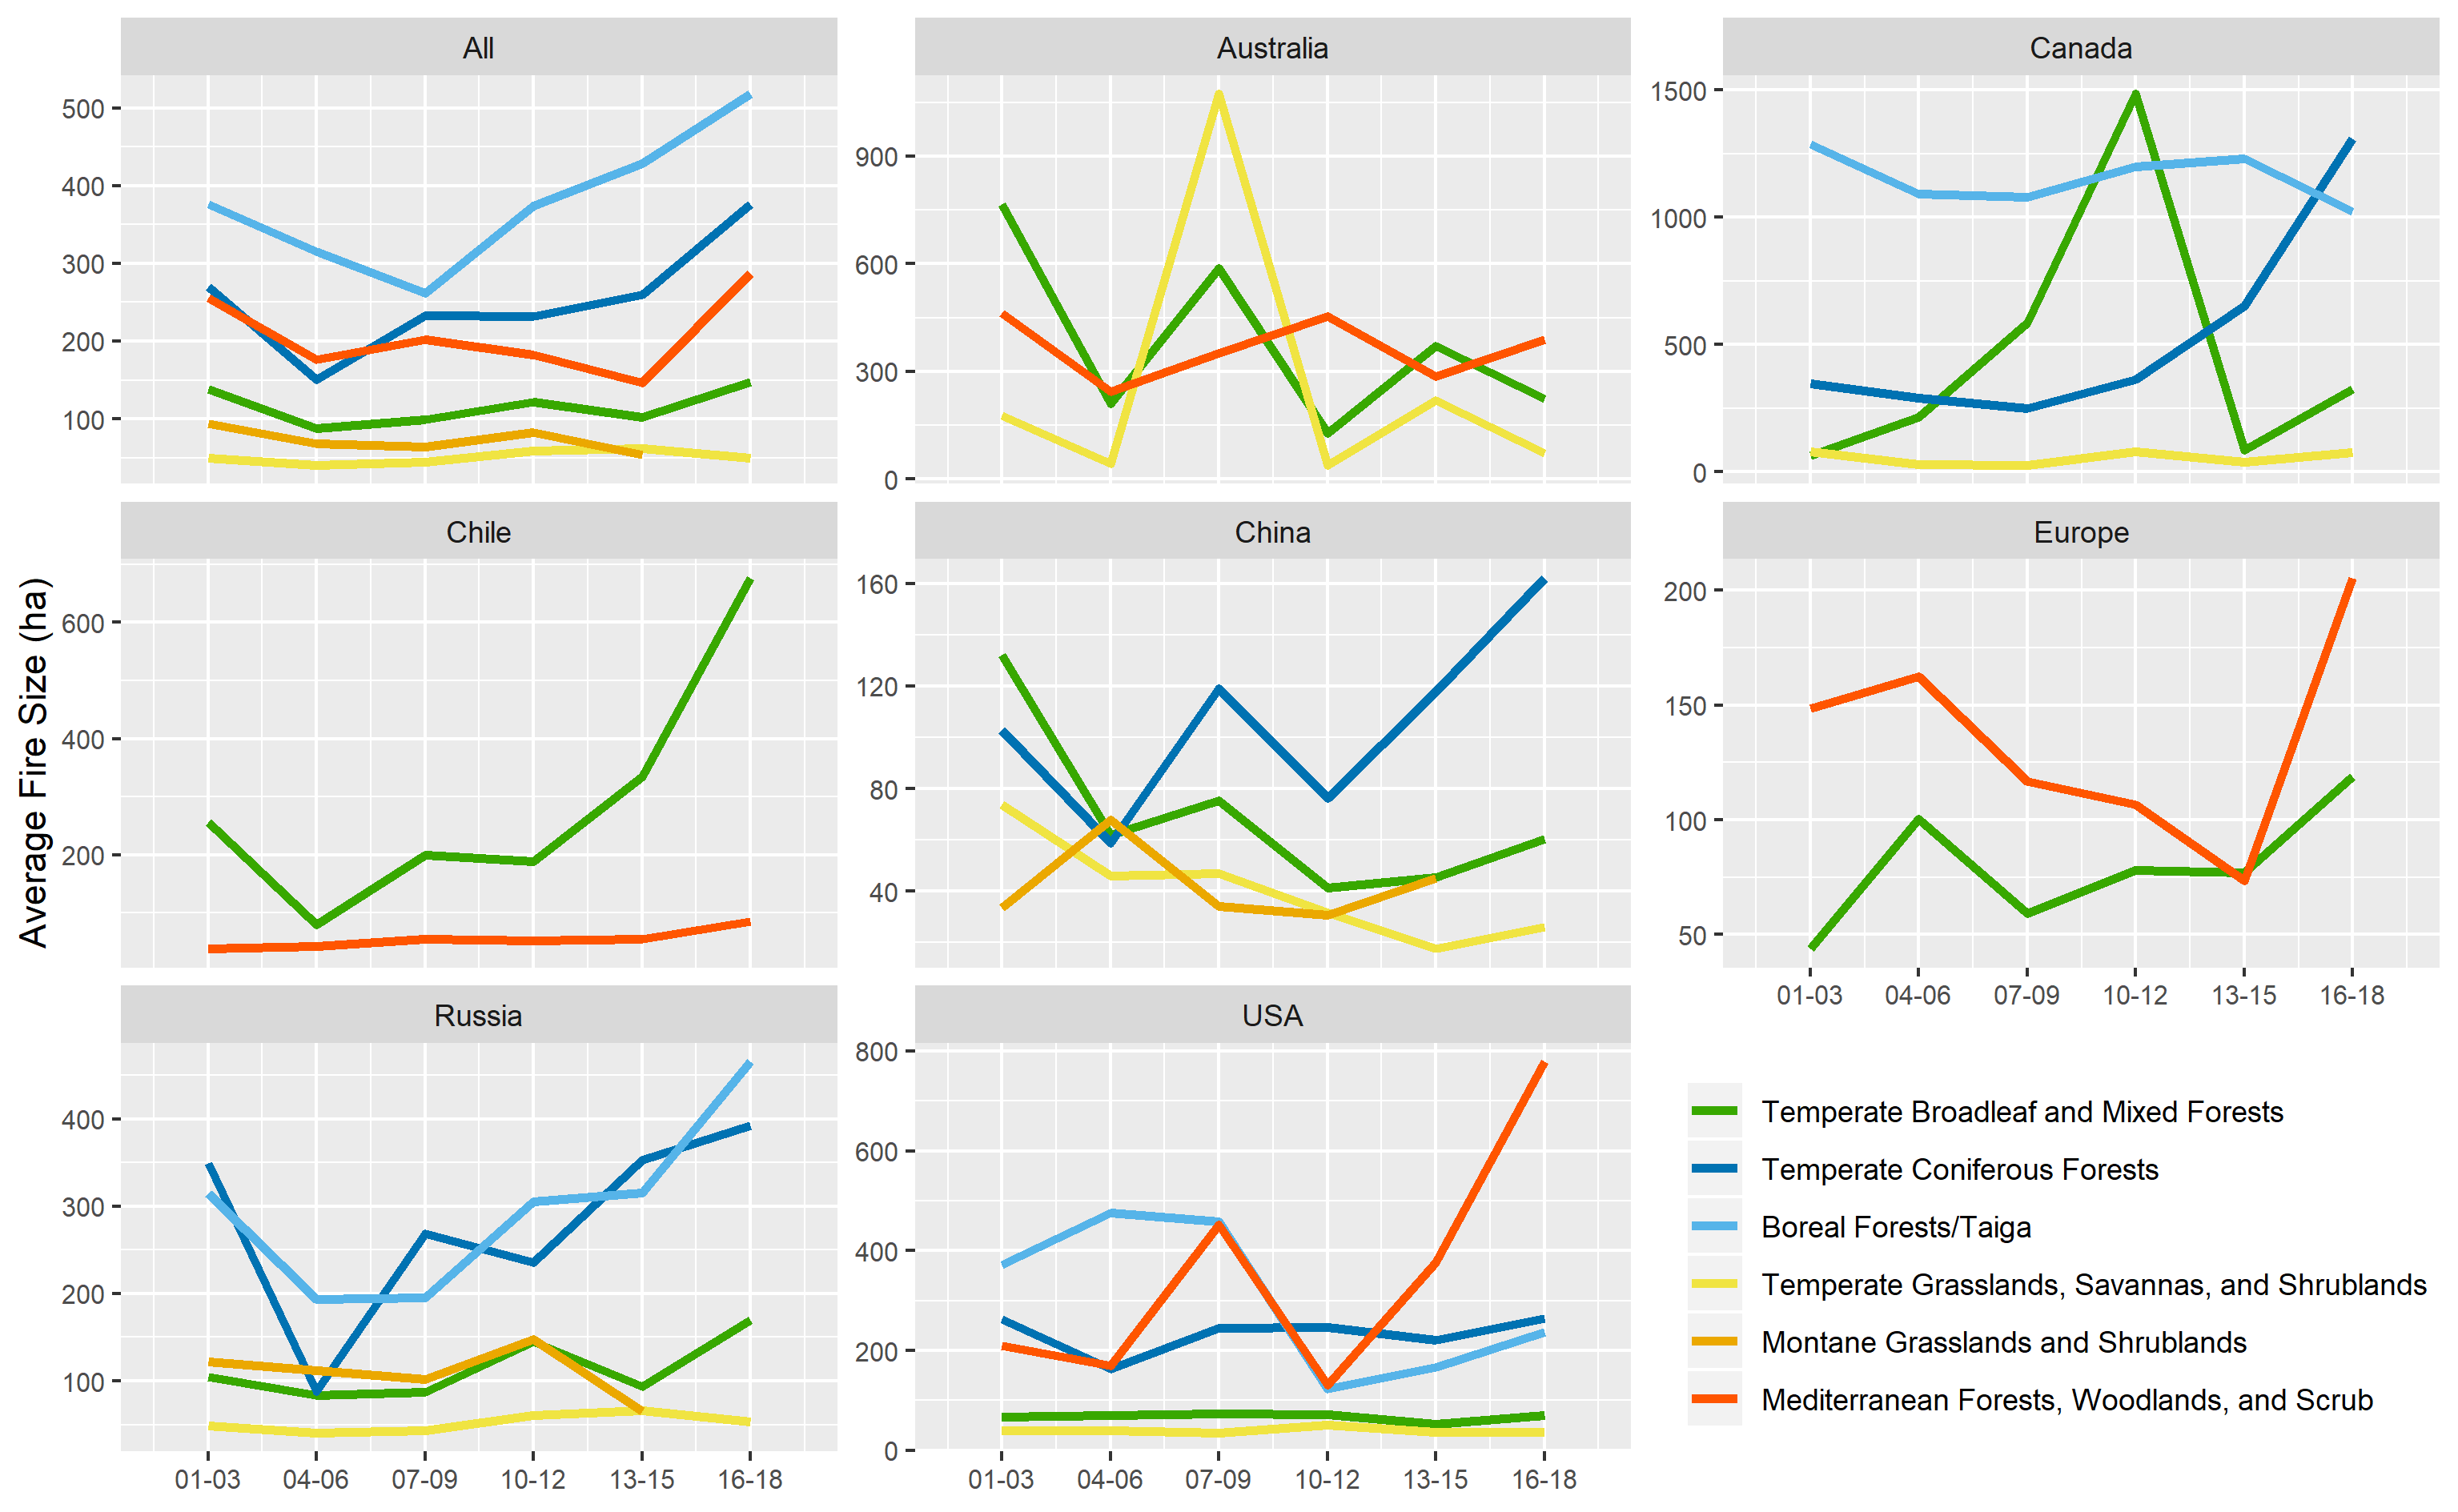 All
500
400
300
200
100
Australia
900
600
300
0
Canada
1500
1000
500
0
Average Fire Size (ha)
Chile
600
400
200
China
160
120
80
40
Europe
200
150
100
50
01-03 04-06 07-09 10-12 13-15 16-18
Russia
400
300
200
100
01-03 04-06 07-09 10-12 13-15 16-18
USA
800
600
400
200
0
01-03 04-06 07-09 10-12 13-15 16-18
Temperate Broadleaf and Mixed Forests
Temperate Coniferous Forests
Boreal Forests/Taiga
Temperate Grasslands, Savannas, and Shrublands
Montane Grasslands and Shrublands
Mediterranean Forests, Woodlands, and Scrub